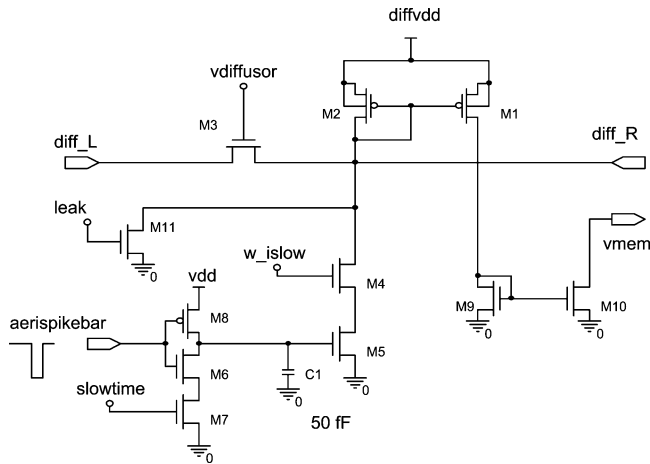 diffvdd
vdiffusor
M2
M1
M3
diff_L
diff_R
leak
M11
w_islow
vmem
0
vdd
M4
M9
M10
aerispikebar
M8
0
0
M5
M6
C1
slowtime
0
0
M7
50 fF
0